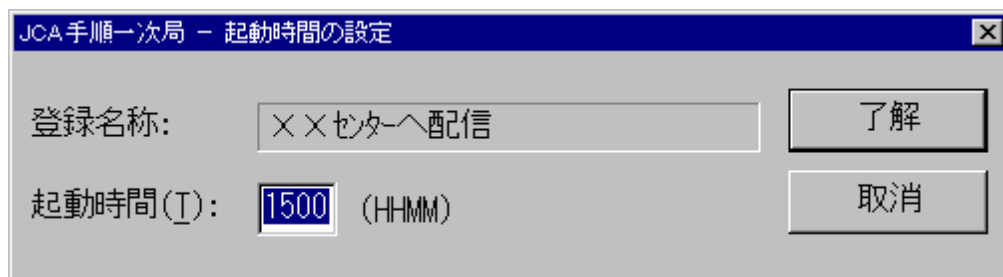 JCA手順一次局 － 起動時間の設定
登録名称: ××ｾﾝﾀｰへ配信 了解
起動時間(T): 1500 (HHMM) 取消